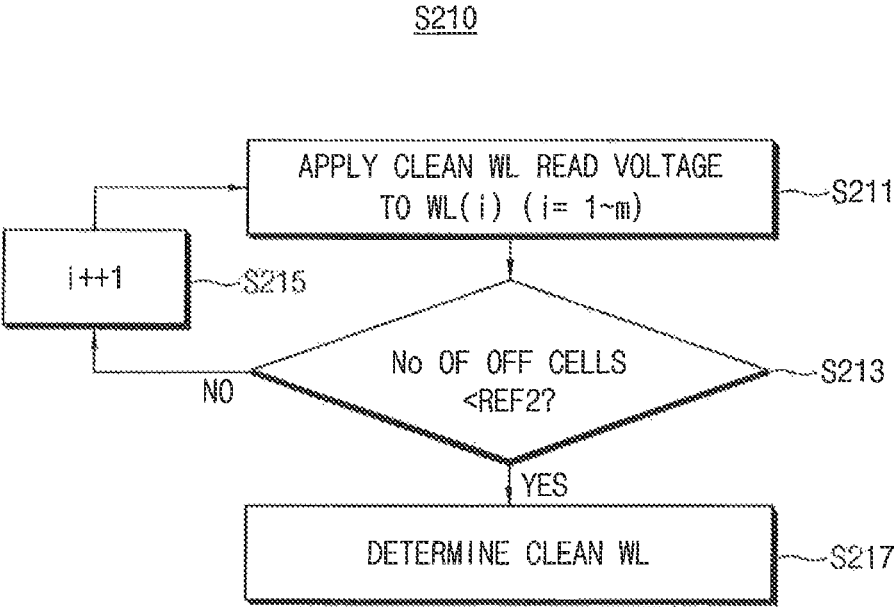 S210
APPLY CLEAN WL READ VOLTAGE
TO WL(i) (i= 1~m)
S211
i++1
S215
No OF OFF CELLS
<REF2?
S213
NO
YES
DETERMINE CLEAN WL
S217